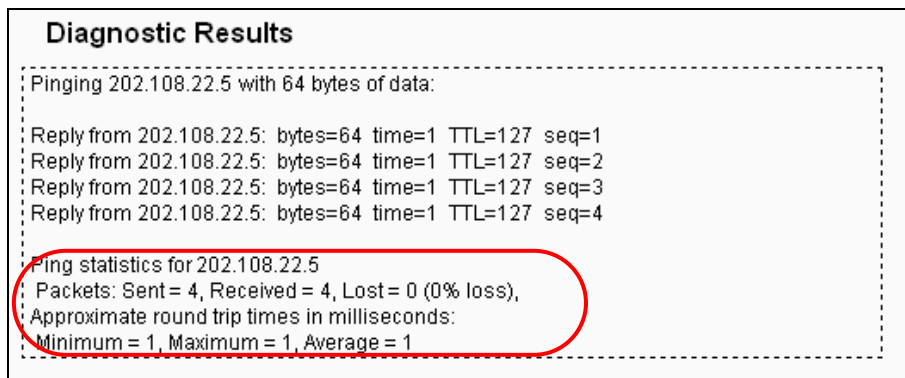 Diagnostic Results
Pinging 202.108.22.5 with 64 bytes of data:
Reply from 202.108.22.5: bytes=64 time=1 TTL=127 seq=1
Reply from 202.108.22.5: bytes=64 time=1 TTL=127 seq=2
Reply from 202.108.22.5: bytes=64 time=1 TTL=127 seq=3
Reply from 202.108.22.5: bytes=64 time=1 TTL=127 seq=4
Ping statistics for 202.108.22.5
Packets: Sent = 4, Received = 4, Lost = 0 (0% loss),
Approximate round trip times in milliseconds:
Minimum = 1, Maximum = 1, Average = 1